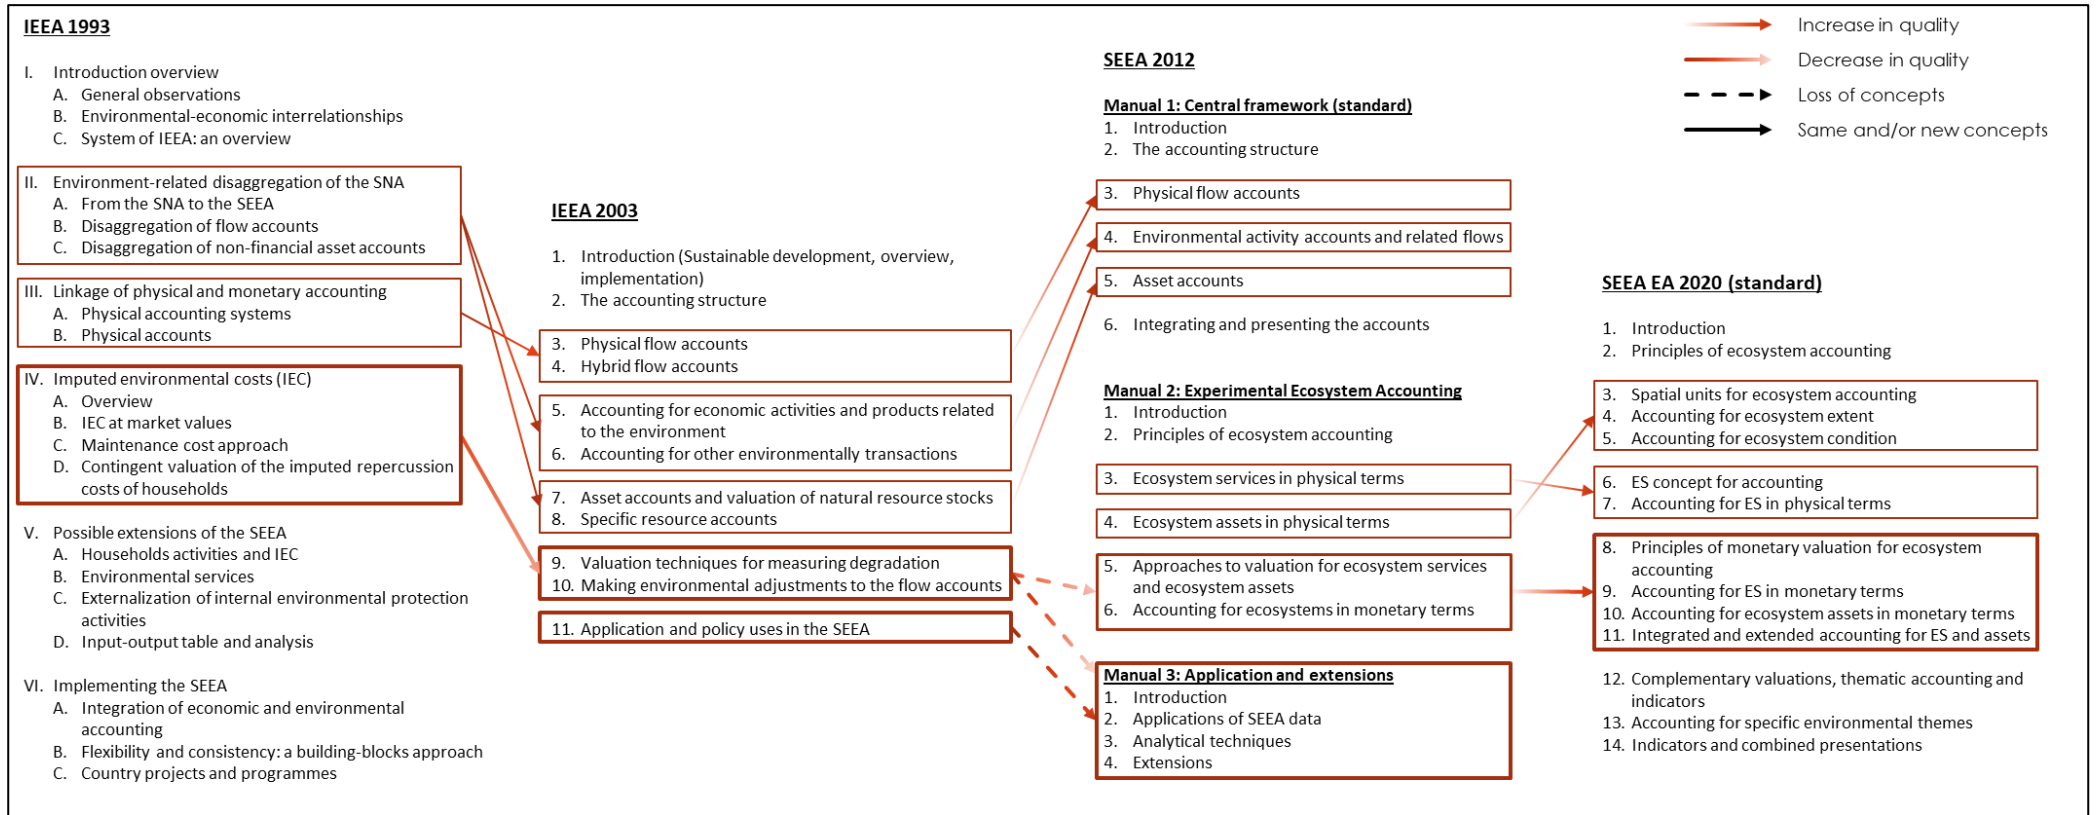 IEEA 1993
I. Introduction overview
A. General observations
B. Environmental-economic interrelationships
C. System of IEEA: an overview
II. Environment-related disaggregation of the SNA
A. From the SNA to the SEEA
B. Disaggregation of flow accounts
C. Disaggregation of non-financial asset accounts
III. Linkage of physical and monetary accounting
A. Physical accounting systems
B. Physical accounts
IV. Imputed environmental costs (IEC)
A. Overview
B. IEC at market values
C. Maintenance cost approach
D. Contingent valuation of the imputed repercussion
costs of households
V. Possible extensions of the SEEA
A. Households activities and IEC
B. Environmental services
C. Externalization of internal environmental protection
activities
D. Input-output table and analysis
VI. Implementing the SEEA
A. Integration of economic and environmental
accounting
B. Flexibility and consistency: a building-blocks approach
C. Country projects and programmes
IEEA 2003
1. Introduction (Sustainable development, overview,
implementation)
2. The accounting structure
3. Physical flow accounts
4. Hybrid flow accounts
5. Accounting for economic activities and products related
to the environment
6. Accounting for other environmentally transactions
7. Asset accounts and valuation of natural resource stocks
8. Specific resource accounts
9. Valuation techniques for measuring degradation
10. Making environmental adjustments to the flow accounts
11. Application and policy uses in the SEEA
SEEA 2012
Manual 1: Central framework (standard)
1. Introduction
2. The accounting structure
3. Physical flow accounts
4. Environmental activity accounts and related flows
5. Asset accounts
6. Integrating and presenting the accounts
Manual 2: Experimental Ecosystem Accounting
1. Introduction
2. Principles of ecosystem accounting
3. Ecosystem services in physical terms
4. Ecosystem assets in physical terms
5. Approaches to valuation for ecosystem services
and ecosystem assets
6. Accounting for ecosystems in monetary terms
Manual 3: Application and extensions
1. Introduction
2. Applications of SEEA data
3. Analytical techniques
4. Extensions
Increase in quality
Decrease in quality
Loss of concepts
Same and/or new concepts
SEEA EA 2020 (standard)
1. Introduction
2. Principles of ecosystem accounting
3. Spatial units for ecosystem accounting
4. Accounting for ecosystem extent
5. Accounting for ecosystem condition
6. ES concept for accounting
7. Accounting for ES in physical terms
8. Principles of monetary valuation for ecosystem
accounting
9. Accounting for ES in monetary terms
10. Accounting for ecosystem assets in monetary terms
11. Integrated and extended accounting for ES and assets
12. Complementary valuations, thematic accounting and
indicators
13. Accounting for specific environmental themes
14. Indicators and combined presentations